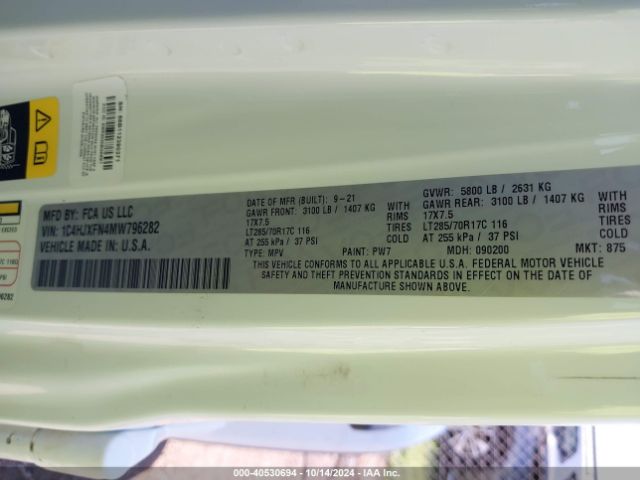 MFD BY: FCA US LLC
VIN: 1C4HJXFN4MW796282
VEHICLE MADE IN U.S.A.
DATE OF MFR (BUILT): 9-21
GAWR FRONT: 3100 LB / 1407 KG WITH
17X7.5 RIMS
LT285/70R17C 116 TIRES
AT 255 kPa / 37 PSI COLD
GVWR: 5800 LB / 2631 KG
GAWR REAR: 3100 LB / 1407 KG WITH
17X7.5 RIMS
LT285/70R17C 116 TIRES
AT 255 kPa / 37 PSI COLD
TYPE: MPV PAINT: PW7 MDH: 090200 MKT: 875
THIS VEHICLE CONFORMS TO ALL APPLICABLE U.S.A. FEDERAL MOTOR VEHICLE
SAFETY AND THEFT PREVENTION STANDARDS IN EFFECT ON THE DATE OF
MANUFACTURE SHOWN ABOVE.
000-40530694 / 10/14/2024 / IAA Inc.